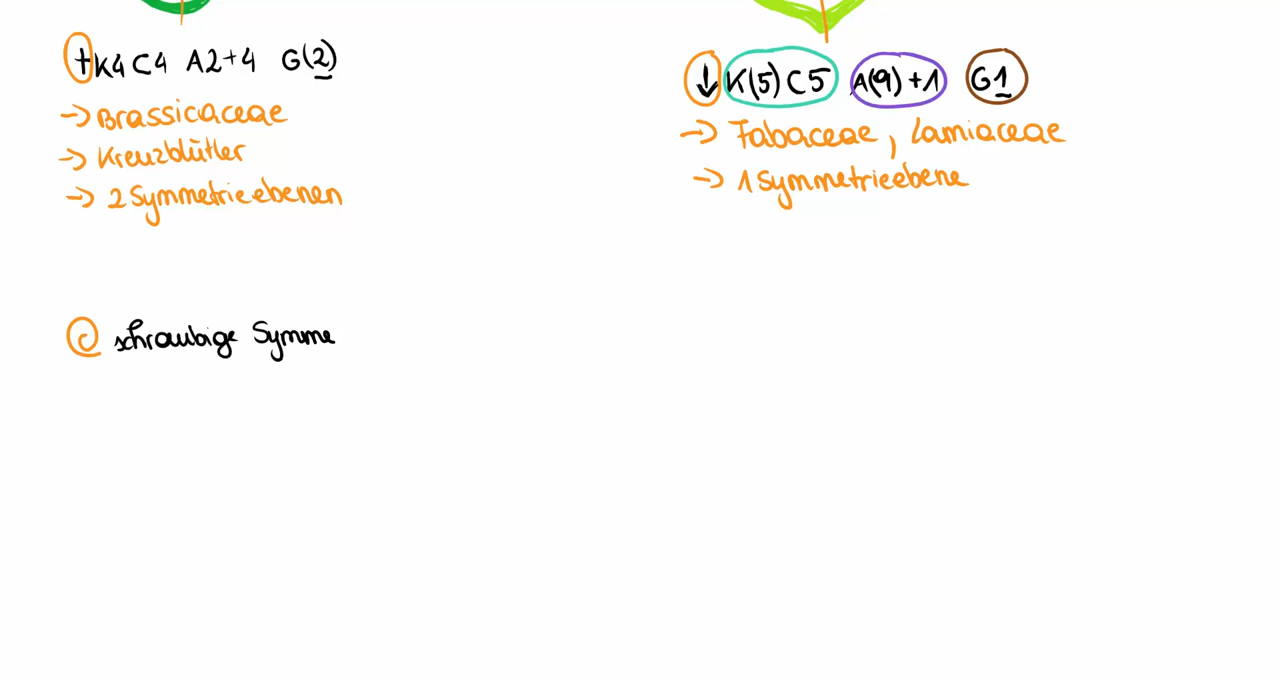 +K4 C4 A2+4 G(2)
→ Brassicaceae
→ Kreuzblütler
→ 2 Symmetrieebenen
↓ K(5) C5 A(9)+1 G1
→ Fabaceae, Lamiaceae
→ 1 Symmetrieebene
schraubige Symme